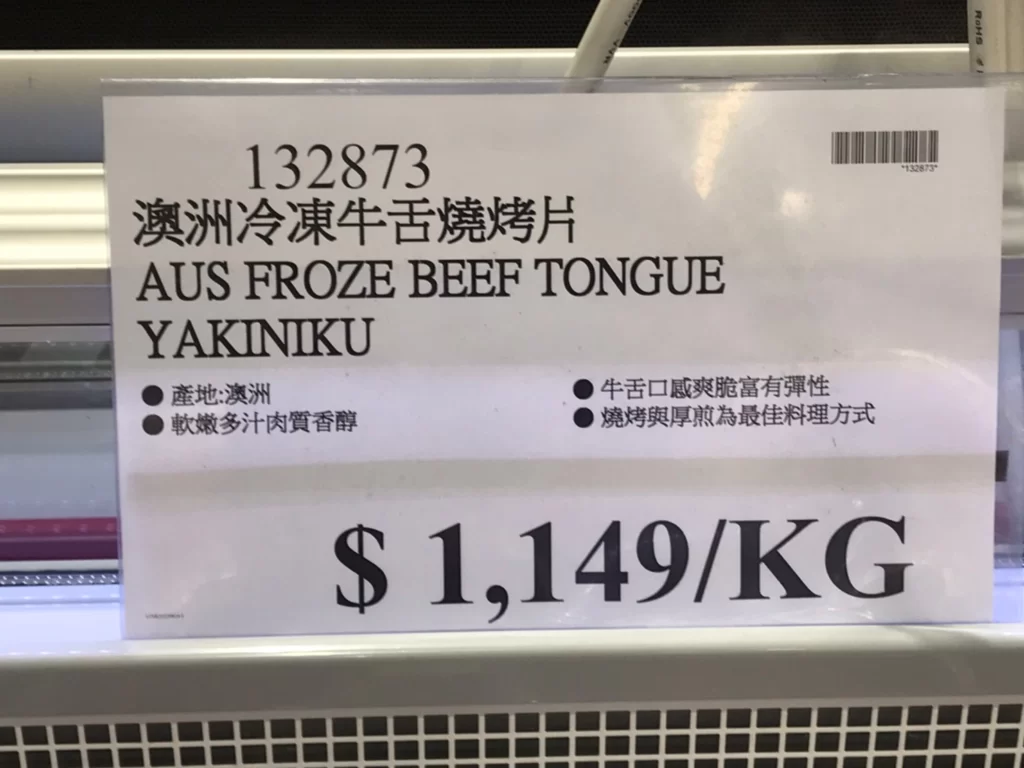 RoHS
132873
*132873*
澳洲冷凍牛舌燒烤片
AUS FROZE BEEF TONGUE
YAKINIKU
● 產地:澳洲
● 軟嫩多汁肉質香醇
● 牛舌口感爽脆富有彈性
● 燒烤與厚煎為最佳料理方式
$ 1,149/KG